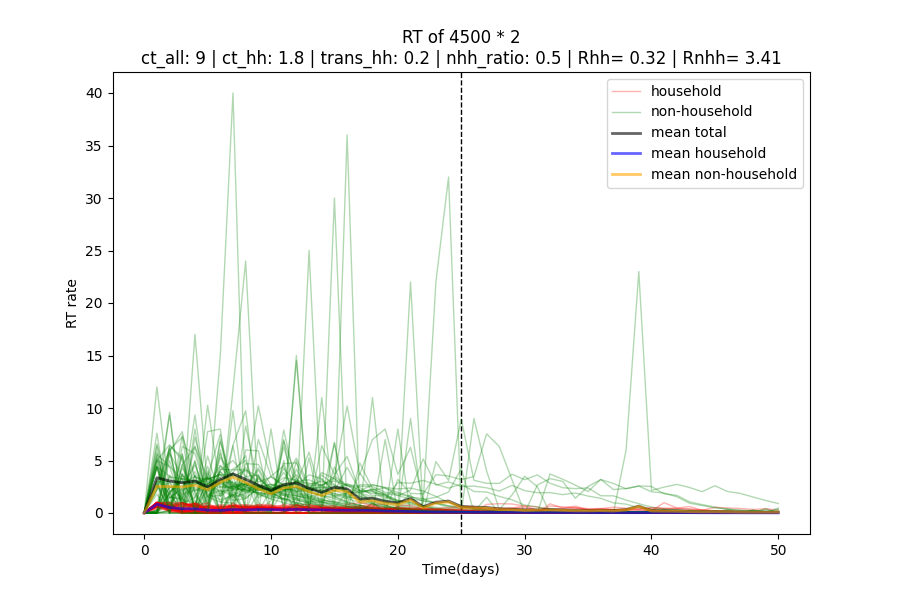 RT of 4500 * 2
ct_all: 9 | ct_hh: 1.8 | trans_hh: 0.2 | nhh_ratio: 0.5 | Rhh= 0.32 | Rnhh= 3.41
household
non-household
mean total
mean household
mean non-household
40
35
30
25
20
15
10
5
0
RT rate
0 10 20 30 40 50
Time(days)